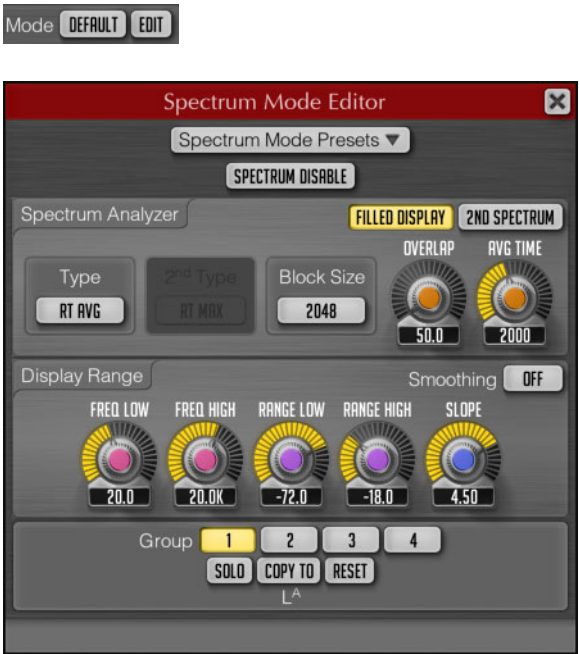 Mode DEFAULT EDIT
Spectrum Mode Editor
Spectrum Mode Presets
SPECTRUM DISABLE
Spectrum Analyzer FILLED DISPLAY 2ND SPECTRUM
OVERLAP AVG TIME
Type 2nd Type Block Size
RT AVG RT MAX 2048
50.0 2000
Display Range Smoothing OFF
FREQ LOW FREQ HIGH RANGE LOW RANGE HIGH SLOPE
20.0 20.0K -72.0 -18.0 4.50
Group 1 2 3 4
SOLO COPY TO RESET
LA